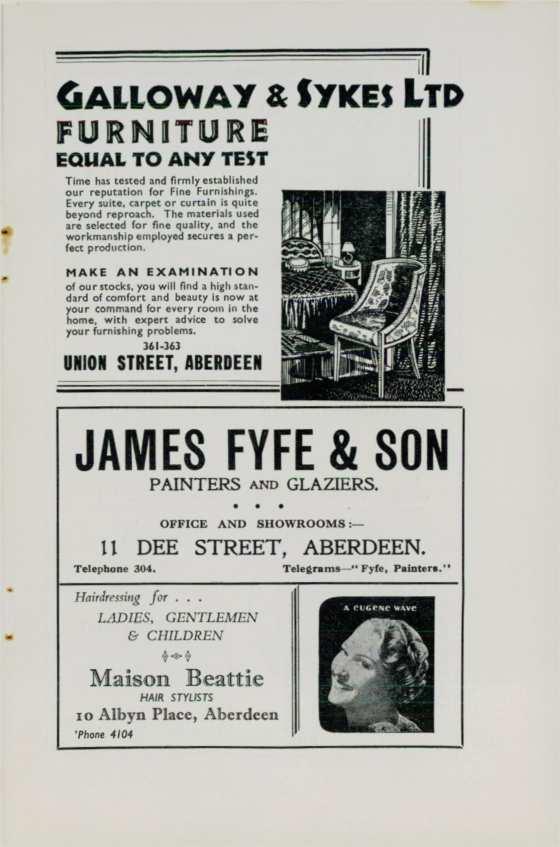 GALLOWAY & SYKES LTD
FURNITURE
EQUAL TO ANY TEST
Time has tested and firmly established
our reputation for Fine Furnishings.
Every suite, carpet or curtain is quite
beyond reproach. The materials used
are selected for fine quality, and the
workmanship employed secures a per-
fect production.
MAKE AN EXAMINATION
of our stocks, you will find a high stan-
dard of comfort and beauty is now at
your command for every room in the
home, with expert advice to solve
your furnishing problems.
361-363
UNION STREET, ABERDEEN
JAMES FYFE & SON
PAINTERS AND GLAZIERS.
OFFICE AND SHOWROOMS:—
11 DEE STREET, ABERDEEN.
Telephone 304. Telegrams—"Fyfe, Painters."
Hairdressing for . . .
LADIES, GENTLEMEN
& CHILDREN
Maison Beattie
HAIR STYLISTS
10 Albyn Place, Aberdeen
'Phone 4104
A EUGENE WAVE